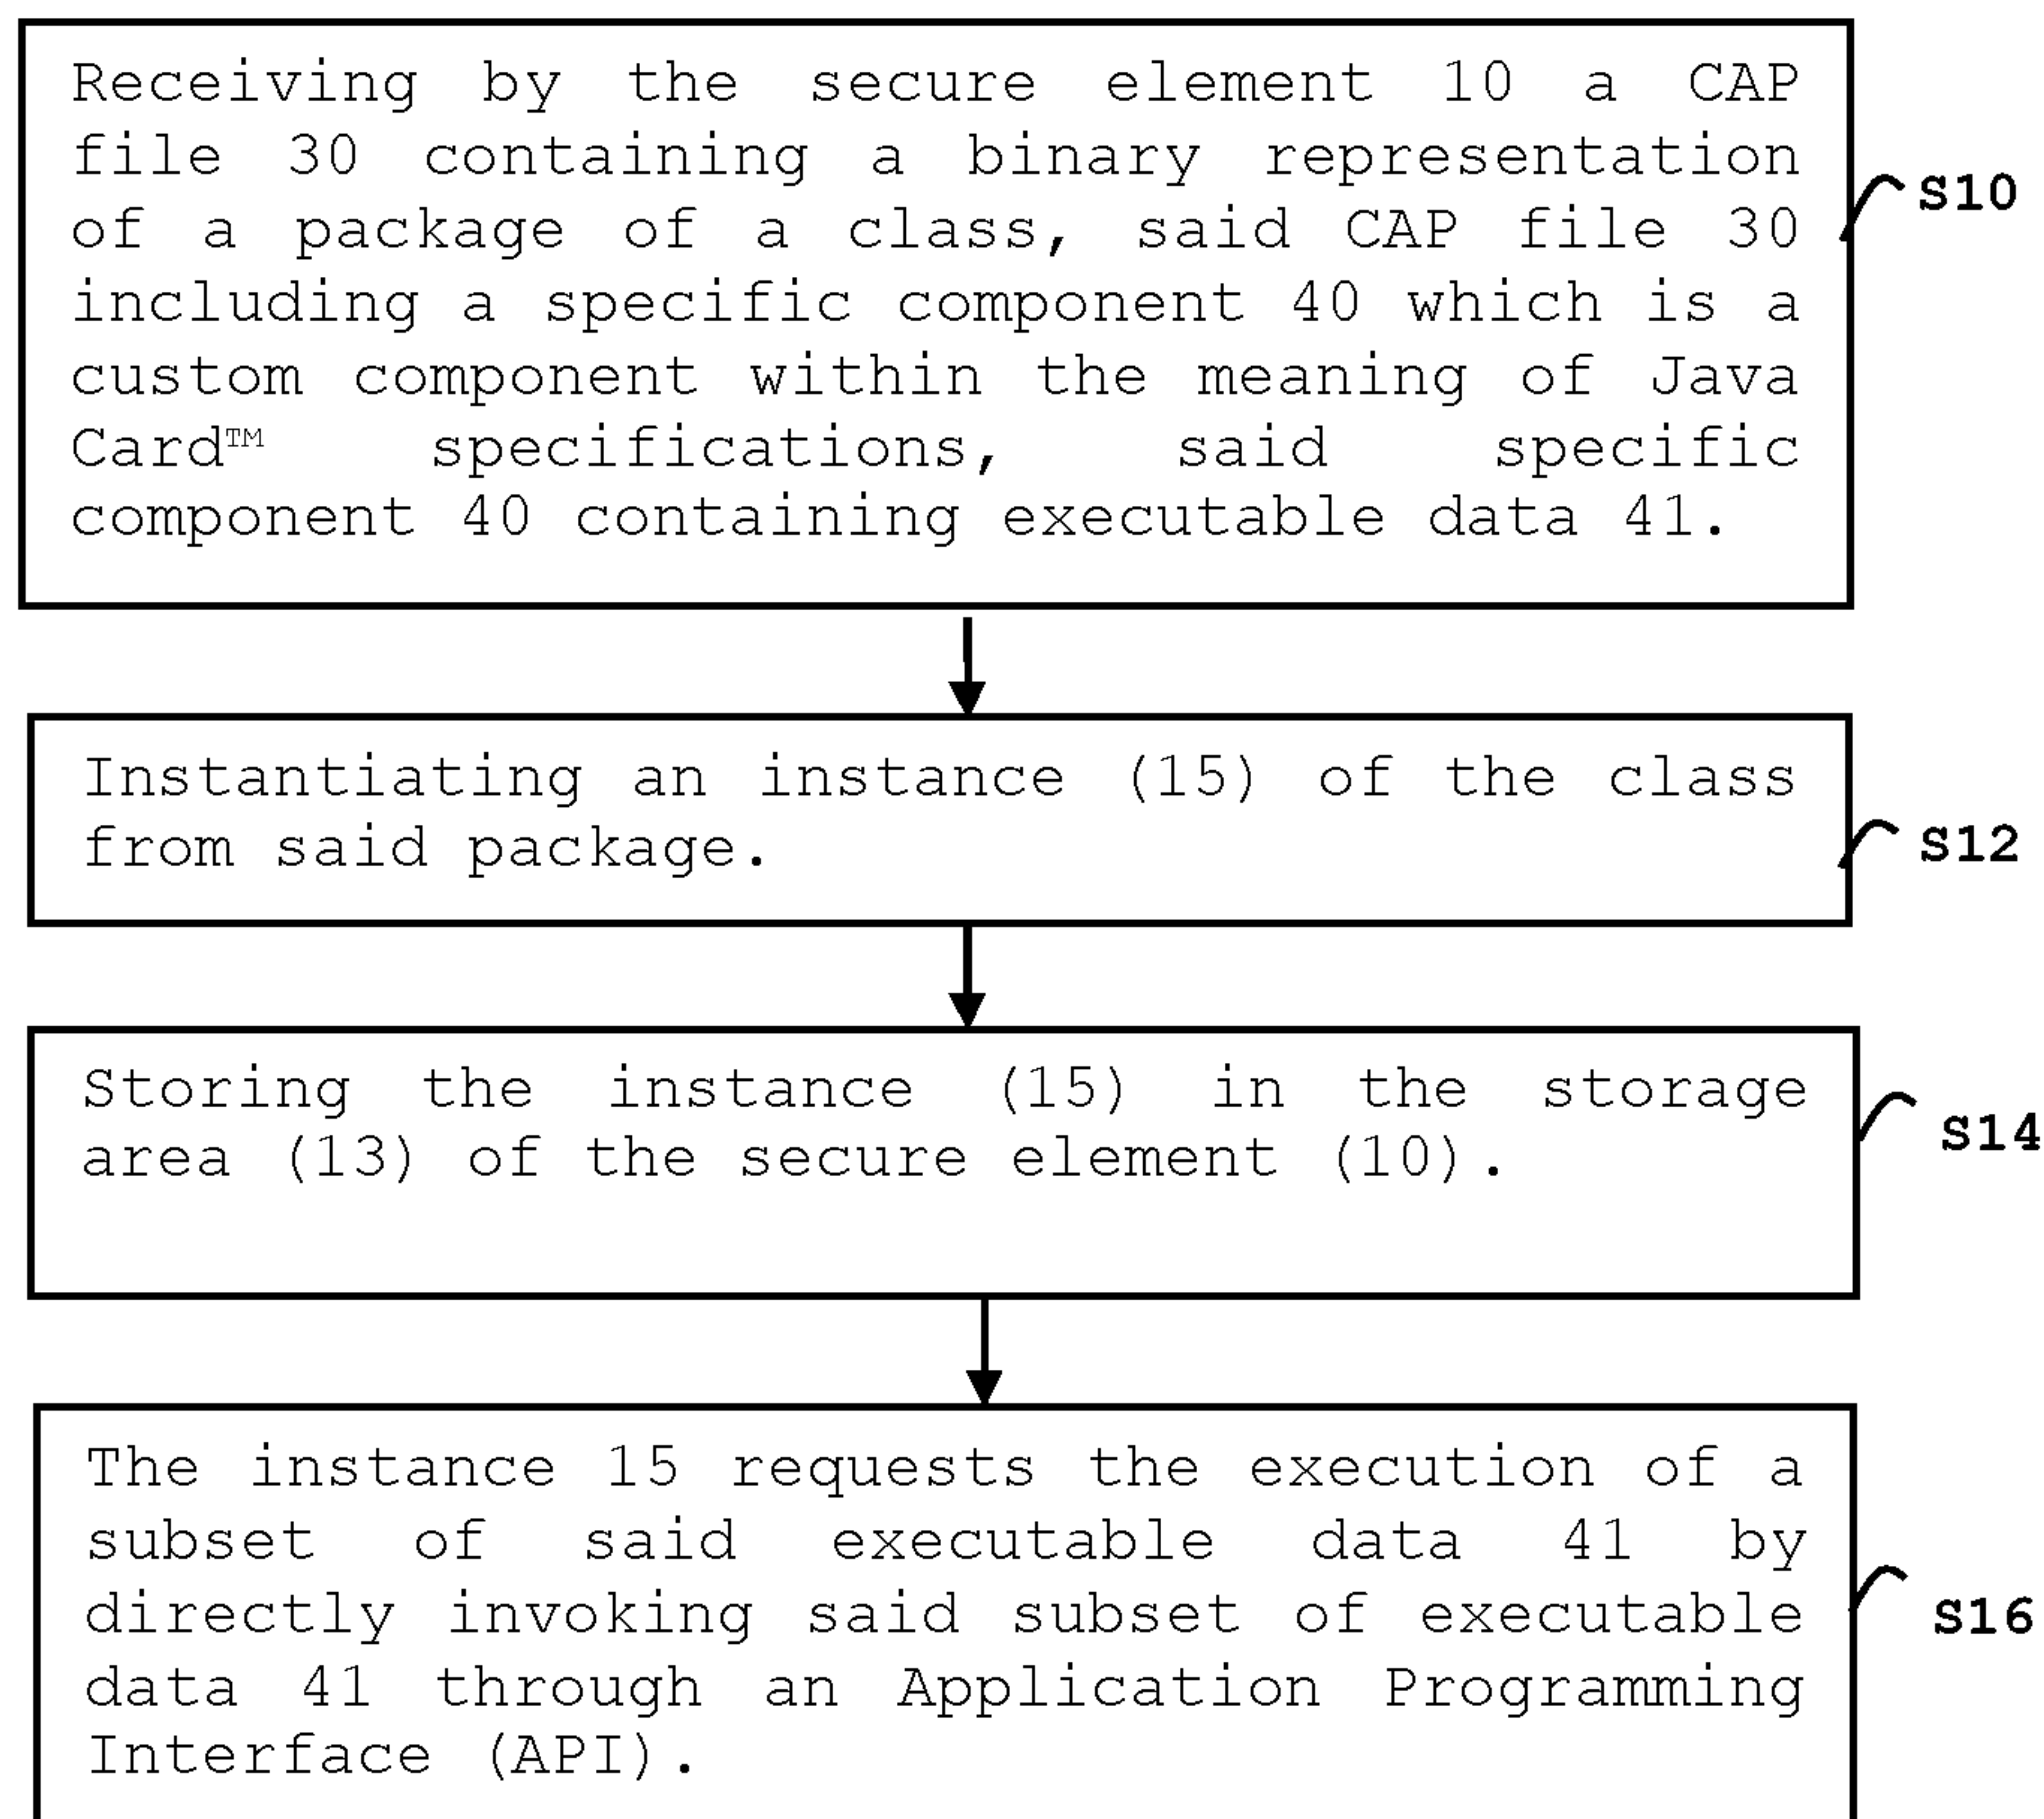 Receiving by the secure element 10 a CAP
file 30 containing a binary representation
of a package of a class, said CAP file 30
including a specific component 40 which is a
custom component within the meaning of Java
Card™ specifications, said specific
component 40 containing executable data 41.
S10
Instantiating an instance (15) of the class
from said package.
S12
Storing the instance (15) in the storage
area (13) of the secure element (10).
S14
The instance 15 requests the execution of a
subset of said executable data 41 by
directly invoking said subset of executable
data 41 through an Application Programming
Interface (API).
S16